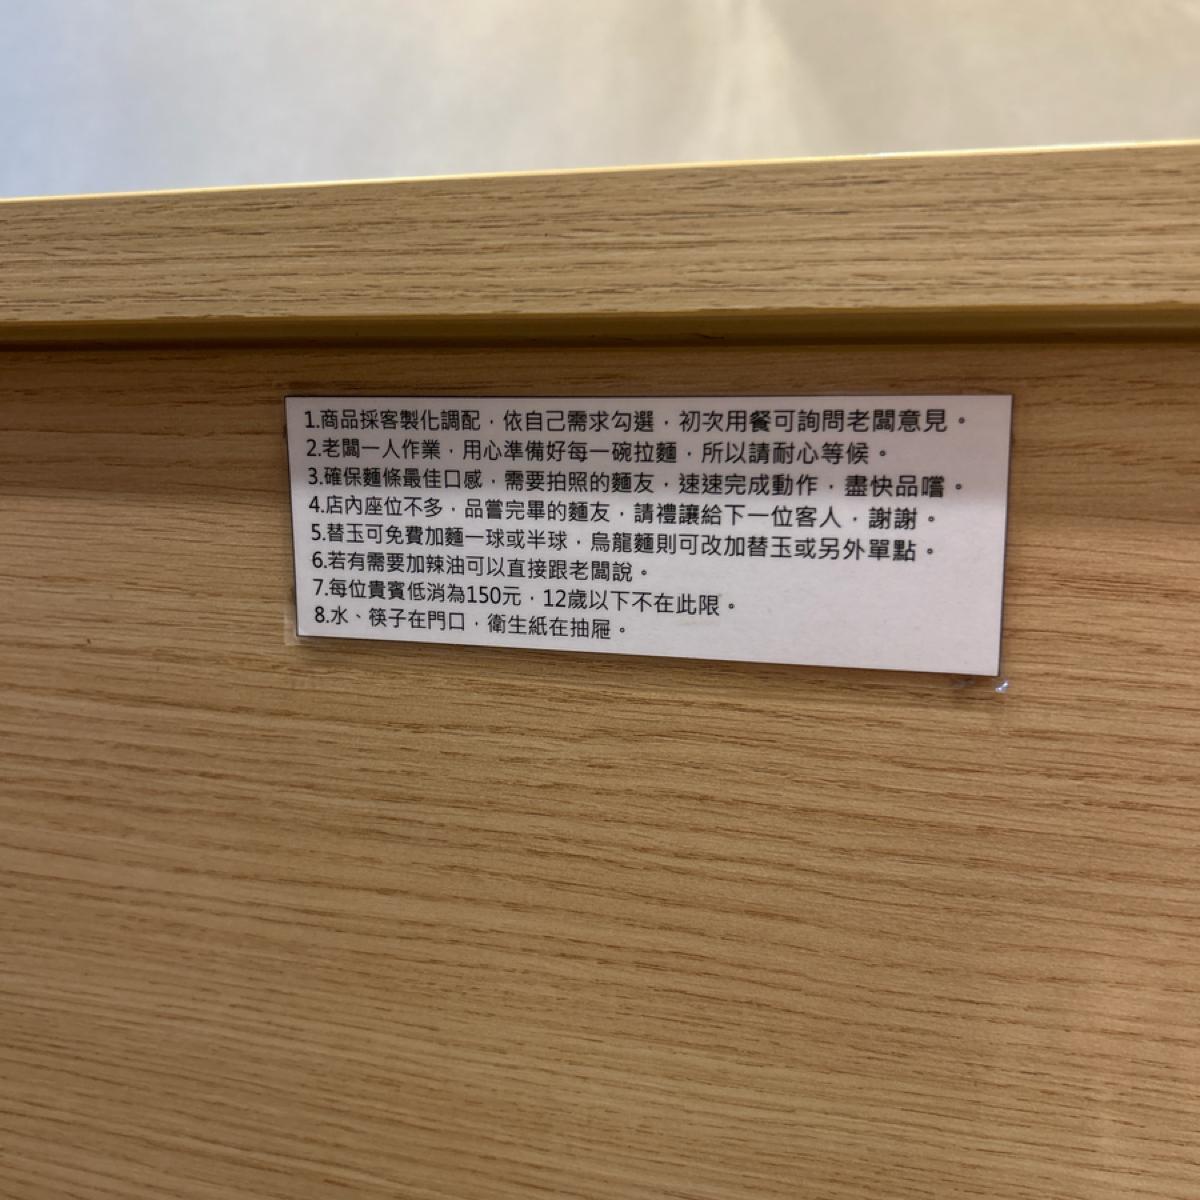 1.商品採客製化調配，依自己需求勾選，初次用餐可詢問老闆意見。
2.老闆一人作業，用心準備好每一碗拉麵，所以請耐心等候。
3.確保麵條最佳口感，需要拍照的麵友，速速完成動作，盡快品嚐。
4.店內座位不多，品嘗完畢的麵友，請禮讓給下一位客人，謝謝。
5.替玉可免費加麵一球或半球，烏龍麵則可改加替玉或另外單點。
6.若有需要加辣油可以直接跟老闆說。
7.每位貴賓低消為150元，12歲以下不在此限。
8.水、筷子在門口，衛生紙在抽屜。